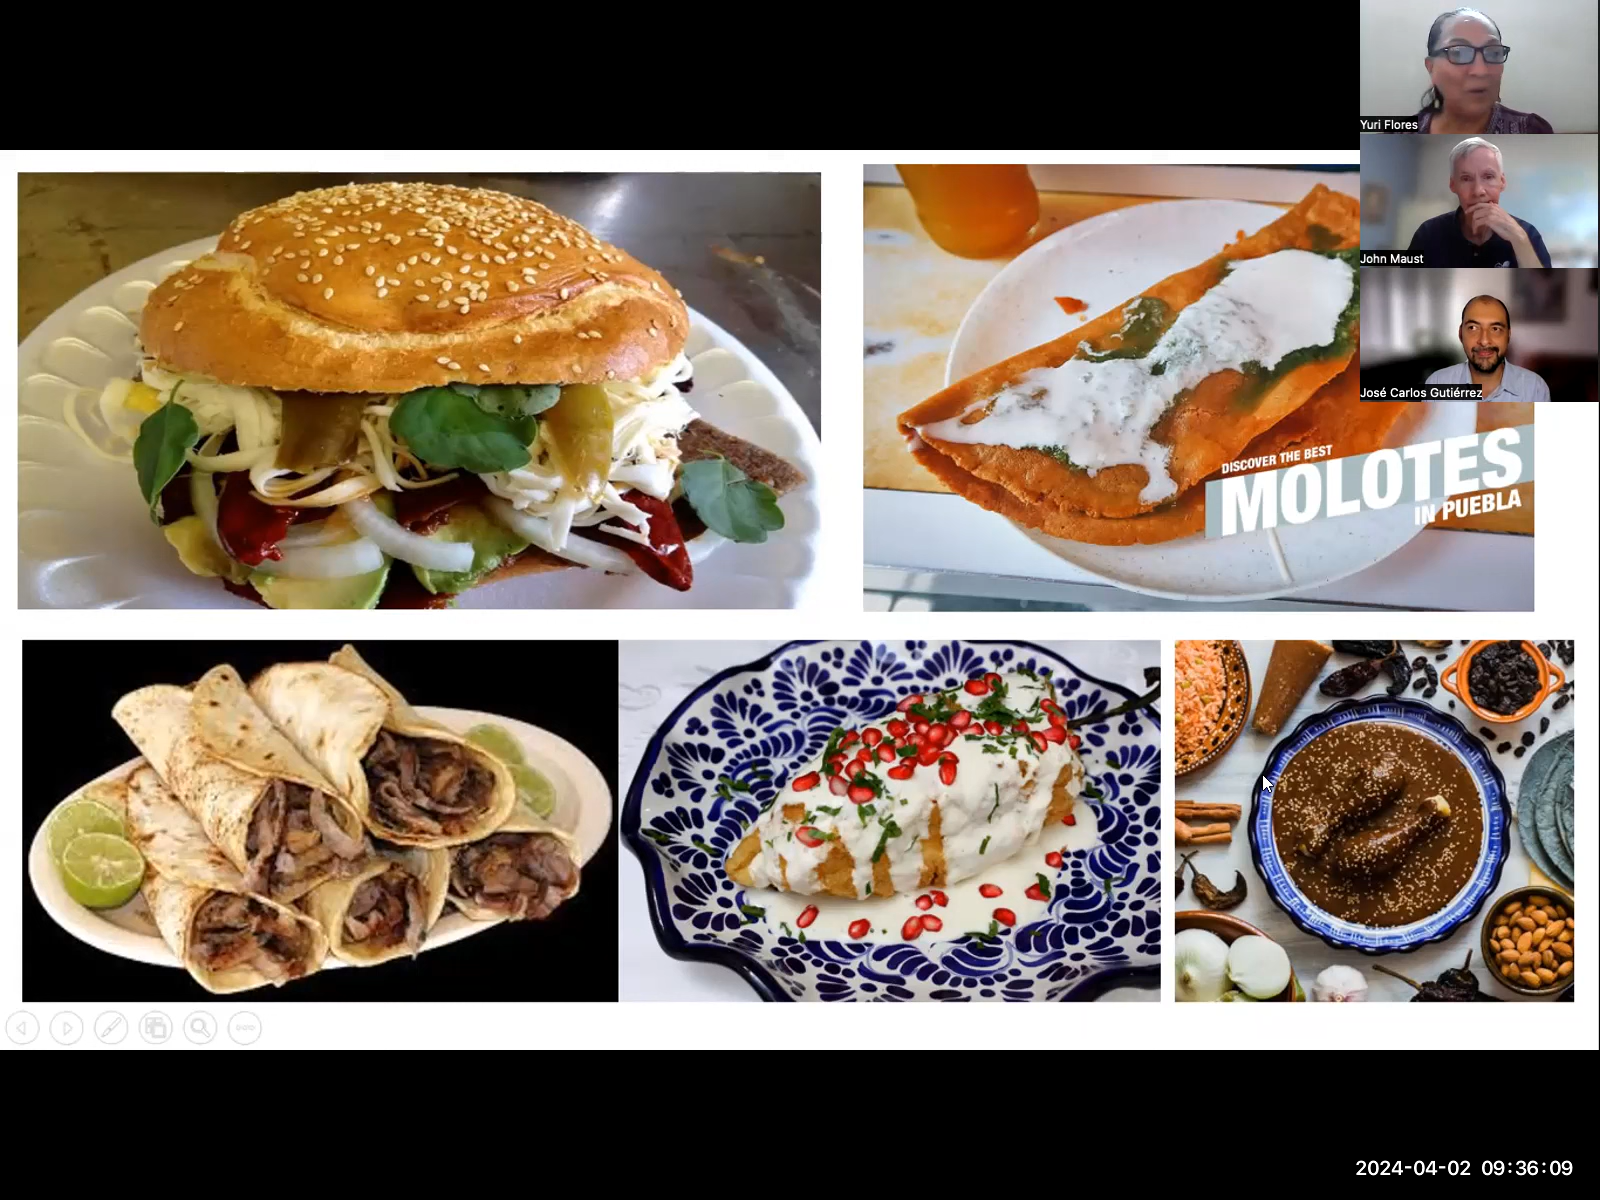 Yuri Flores
John Maust
José Carlos Gutiérrez
DISCOVER THE BEST
MOLOTES
IN PUEBLA
2024-04-02 09:36:09